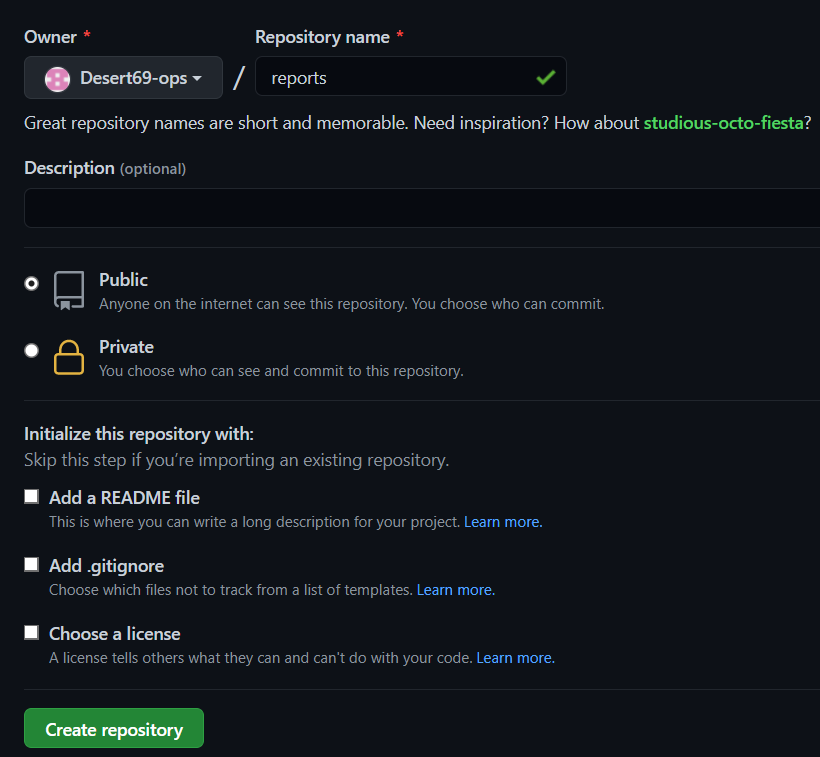 Owner * Repository name *
Desert69-ops / reports
Great repository names are short and memorable. Need inspiration? How about studious-octo-fiesta?
Description (optional)
Public
Anyone on the internet can see this repository. You choose who can commit.
Private
You choose who can see and commit to this repository.
Initialize this repository with:
Skip this step if you’re importing an existing repository.
Add a README file
This is where you can write a long description for your project. Learn more.
Add .gitignore
Choose which files not to track from a list of templates. Learn more.
Choose a license
A license tells others what they can and can't do with your code. Learn more.
Create repository